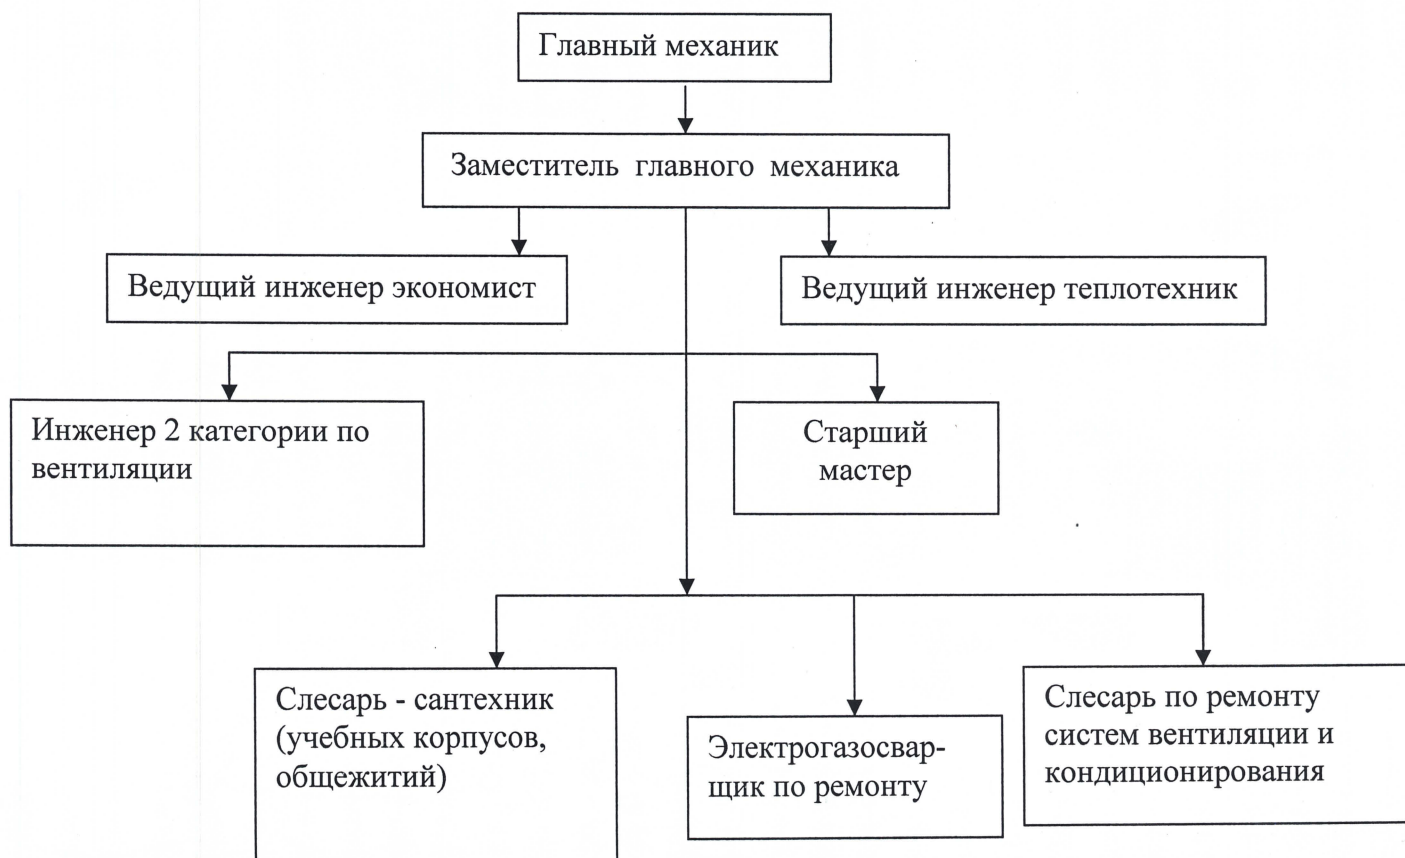 Главный механик
Заместитель главного механика
Ведущий инженер экономист
Ведущий инженер теплотехник
Инженер 2 категории по
вентиляции
Старший
мастер
Слесарь - сантехник
(учебных корпусов,
общежитий)
Электрогазосвар-
щик по ремонту
Слесарь по ремонту
систем вентиляции и
кондиционирования